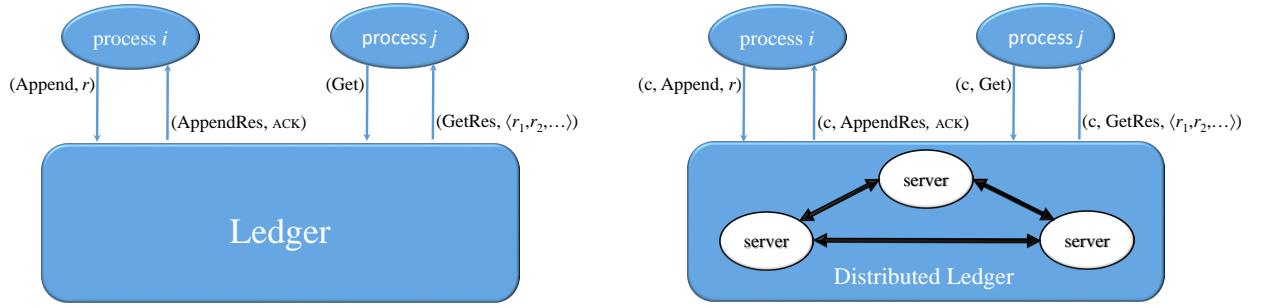 process i
process j
(Append, r)
(AppendRes, ACK)
(Get)
(GetRes, ⟨r₁,r₂,…⟩)
Ledger
process i
process j
(c, Append, r)
(c, AppendRes, ACK)
(c, Get)
(c, GetRes, ⟨r₁,r₂,…⟩)
server
server
server
Distributed Ledger